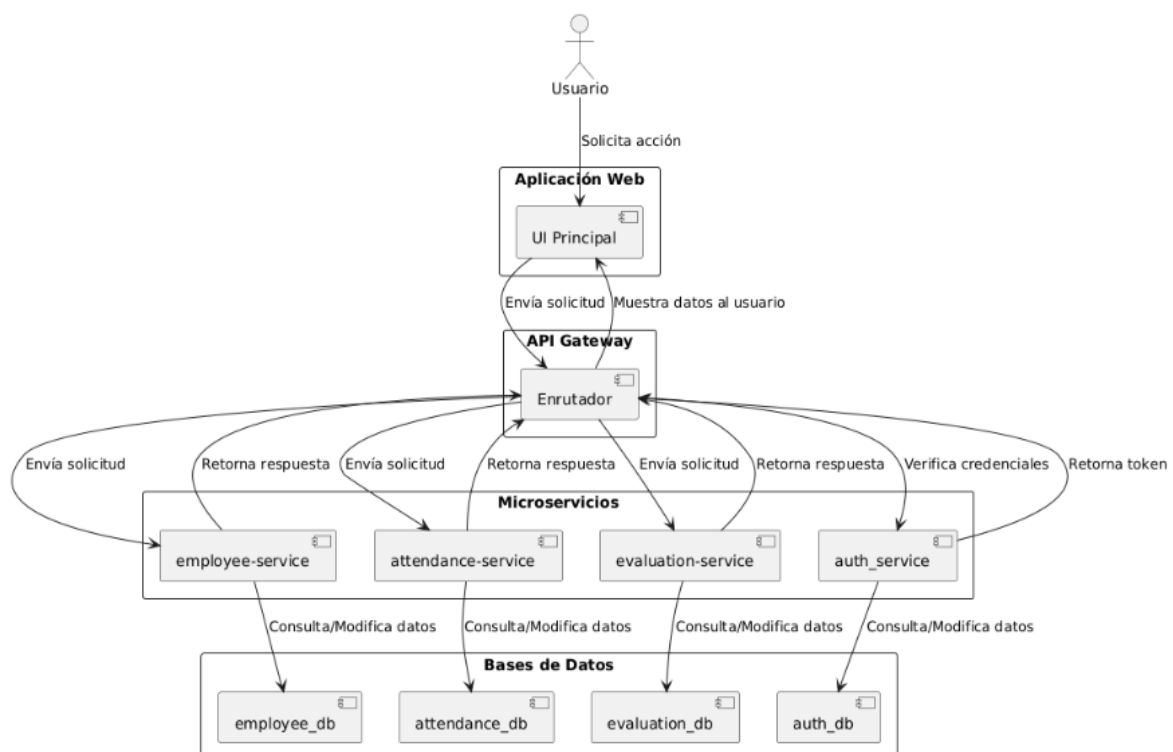 Usuario
Solicita acción
Aplicación Web
UI Principal
Envía solicitud
Muestra datos al usuario
API Gateway
Enrutador
Envía solicitud
Retorna respuesta
Envía solicitud
Retorna respuesta
Envía solicitud
Retorna respuesta
Verifica credenciales
Retorna token
Microservicios
employee-service
attendance-service
evaluation-service
auth_service
Consulta/Modifica datos
Consulta/Modifica datos
Consulta/Modifica datos
Consulta/Modifica datos
Bases de Datos
employee_db
attendance_db
evaluation_db
auth_db